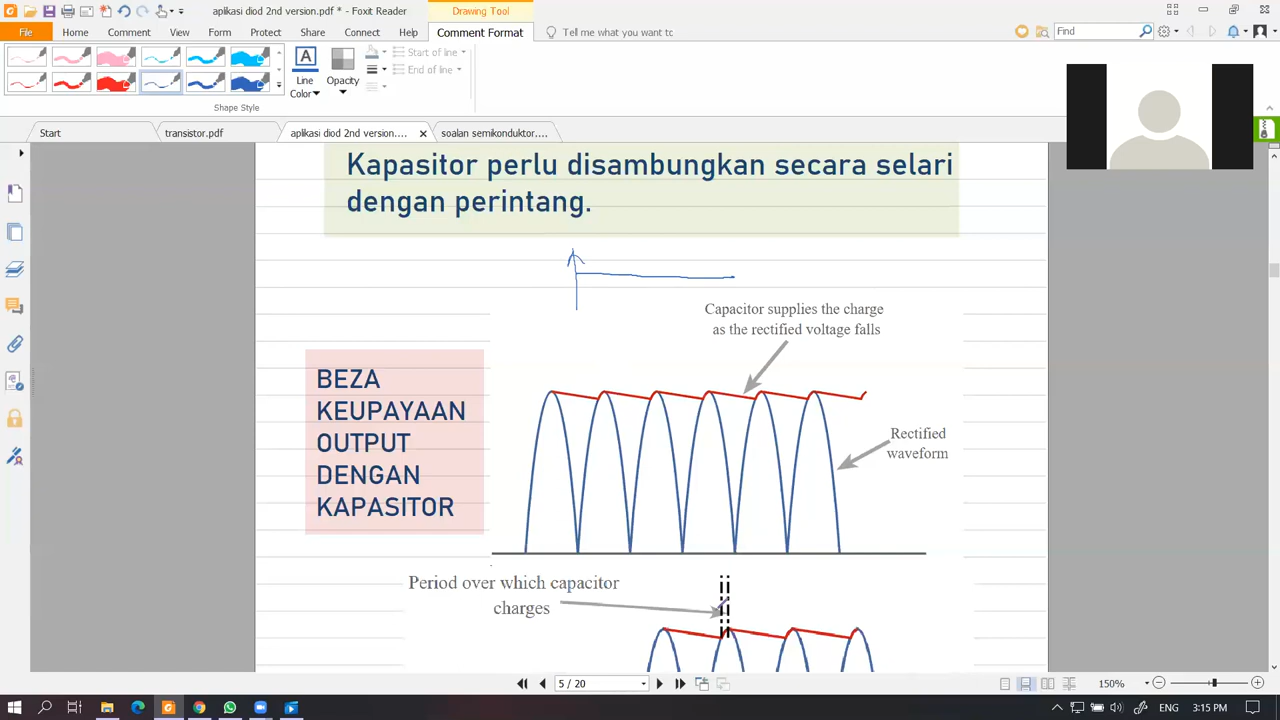 aplikasi diod 2nd version.pdf * - Foxit Reader
Drawing Tool
File
Home
Comment
View
Form
Protect
Share
Connect
Help
Comment Format
Tell me what you want tc
Find
A
Line
Color
Opacity
Start of line
End of line
Shape Style
Start
transistor.pdf
aplikasi diod 2nd version....
soalan semikonduktor....
Kapasitor perlu disambungkan secara selari
dengan perintang.
Capacitor supplies the charge
as the rectified voltage falls
BEZA
KEUPAYAAN
OUTPUT
DENGAN
KAPASITOR
Rectified
waveform
Period over which capacitor
charges
5 / 20
150%
ENG
3:15 PM